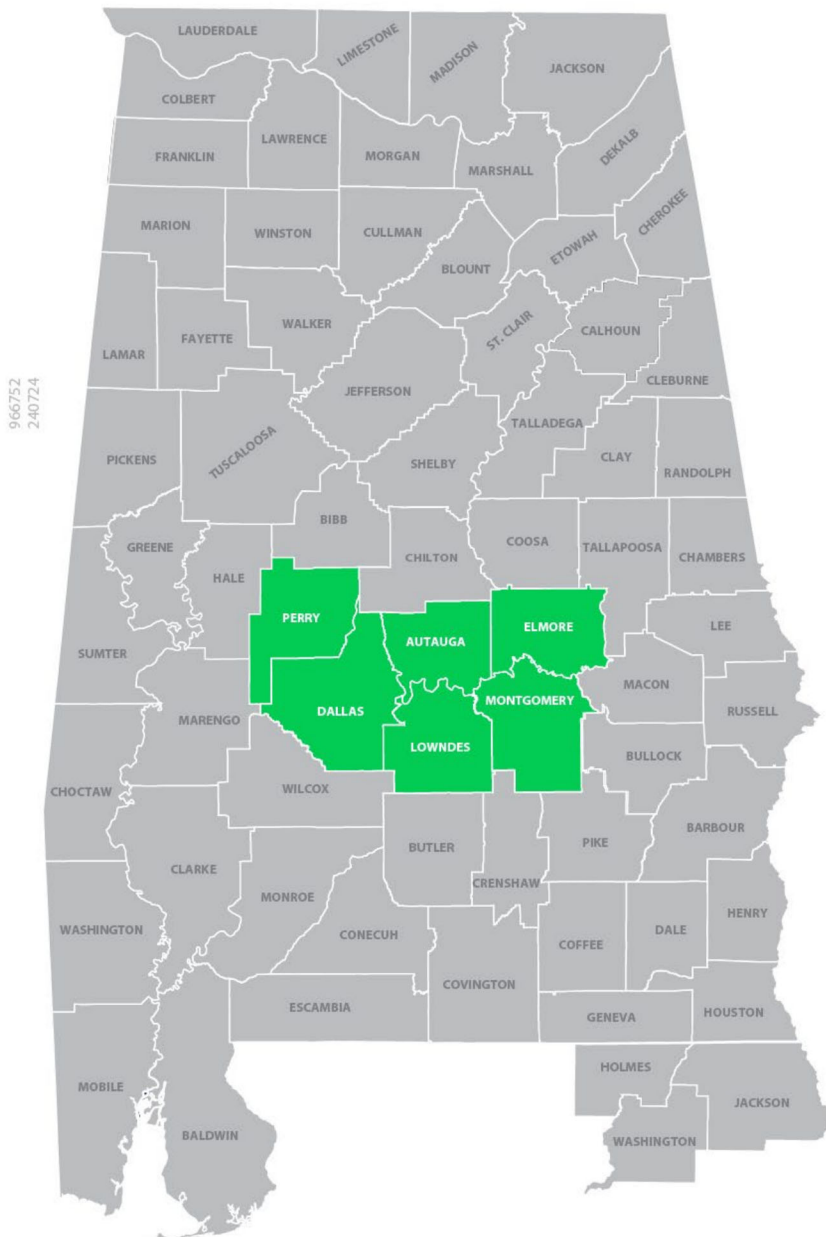 LAUDERDALE
LIMESTONE
MADISON
JACKSON
COLBERT
LAWRENCE
FRANKLIN
MORGAN
MARSHALL
DEKALB
CHEROKEE
MARION
WINSTON
CULLMAN
BLOUNT
ETOWAH
LAMAR
FAYETTE
WALKER
ST. CLAIR
CALHOUN
CLEBURNE
JEFFERSON
966752
240724
PICKENS
TUSCALOOSA
SHELBY
TALLADEGA
CLAY
RANDOLPH
BIBB
GREENE
HALE
CHILTON
COOSA
TALLAPOOSA
CHAMBERS
PERRY
AUTAUGA
ELMORE
LEE
SUMTER
MARENGO
DALLAS
LOWNDES
MONTGOMERY
MACON
RUSSELL
BULLOCK
CHOCTAW
WILCOX
CLARKE
MONROE
BUTLER
CRENSHAW
PIKE
BARBOUR
WASHINGTON
CONECUH
COVINGTON
COFFEE
DALE
HENRY
ESCAMBIA
GENEVA
HOUSTON
MOBILE
BALDWIN
HOLMES
JACKSON
WASHINGTON